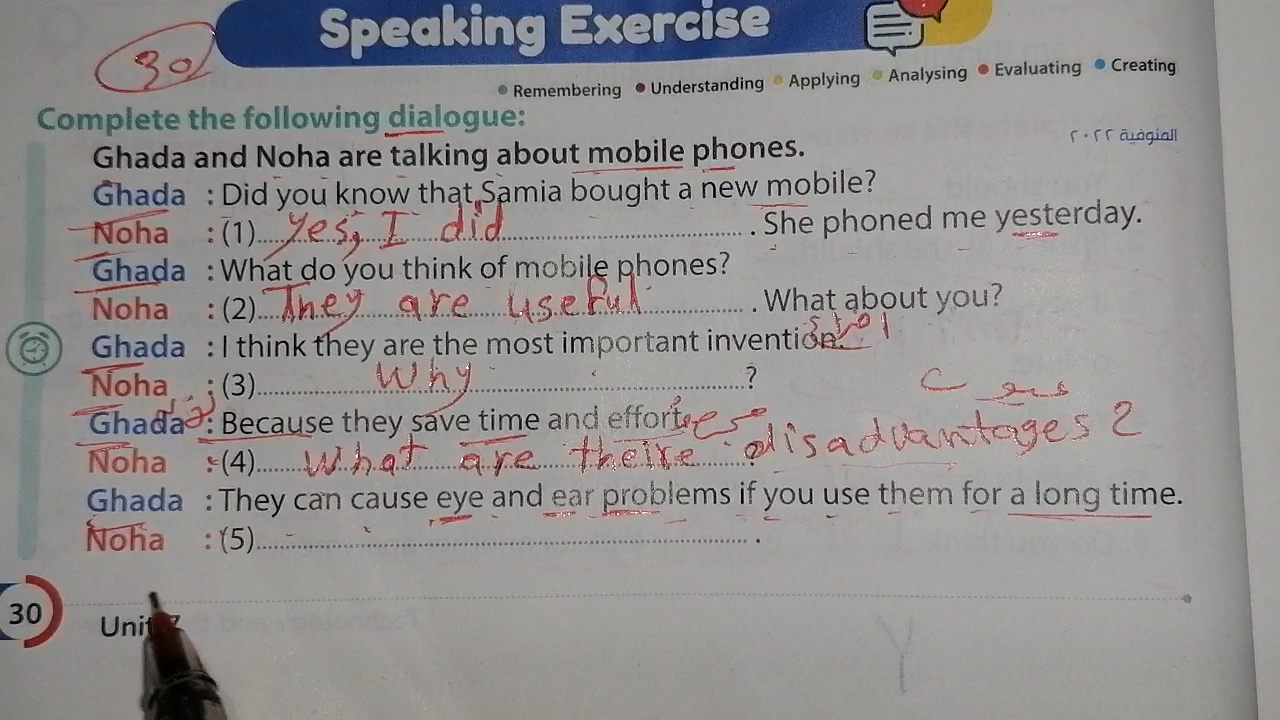 Speaking Exercise
30
Remembering Understanding Applying Analysing Evaluating Creating
Complete the following dialogue:
المنوفية ٢٠٢٢
Ghada and Noha are talking about mobile phones.
Ghada : Did you know that Samia bought a new mobile?
Noha : (1) yes, I did . She phoned me yesterday.
Ghada : What do you think of mobile phones?
Noha : (2) They are useful . What about you?
Ghada : I think they are the most important invention.
Noha : (3) Why ?
Ghada : Because they save time and effort.
Noha : (4) What are theire disadvantages ?
Ghada : They can cause eye and ear problems if you use them for a long time.
Noha : (5) .
30
Unit 7